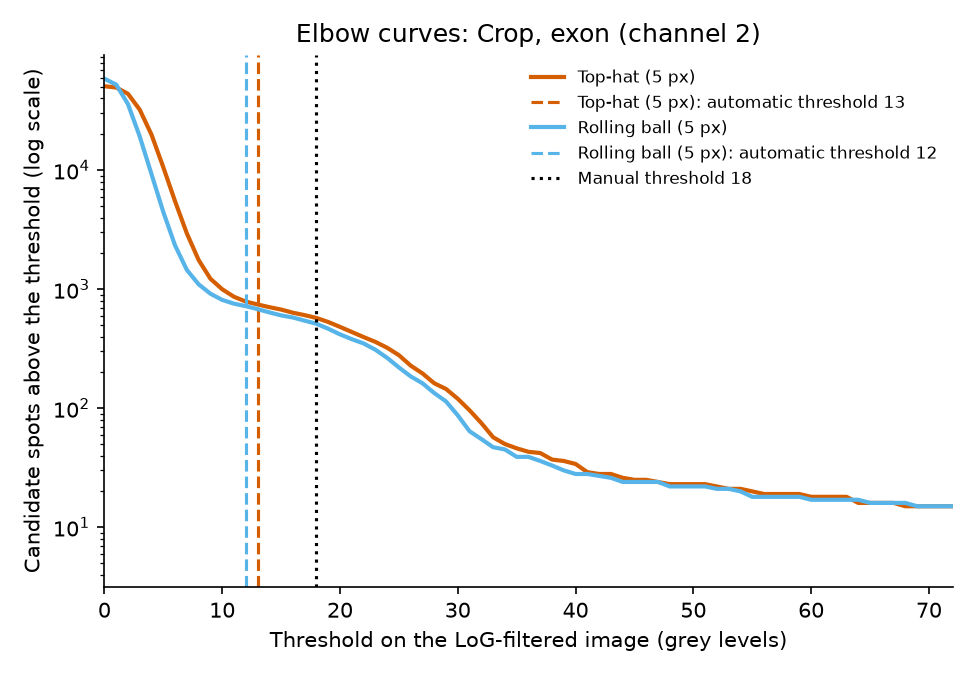 Elbow curves: Crop, exon (channel 2)
Candidate spots above the threshold (log scale)
10⁴
10³
10²
10¹
Top-hat (5 px)
Top-hat (5 px): automatic threshold 13
Rolling ball (5 px)
Rolling ball (5 px): automatic threshold 12
Manual threshold 18
0 10 20 30 40 50 60 70
Threshold on the LoG-filtered image (grey levels)